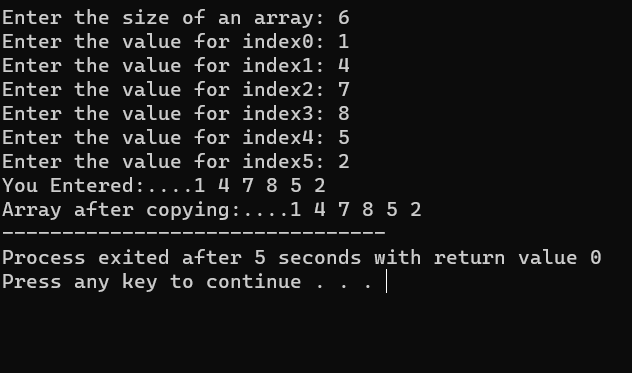 Enter the size of an array: 6
Enter the value for index0: 1
Enter the value for index1: 4
Enter the value for index2: 7
Enter the value for index3: 8
Enter the value for index4: 5
Enter the value for index5: 2
You Entered:....1 4 7 8 5 2
Array after copying:....1 4 7 8 5 2
--------------------------------
Process exited after 5 seconds with return value 0
Press any key to continue . . .